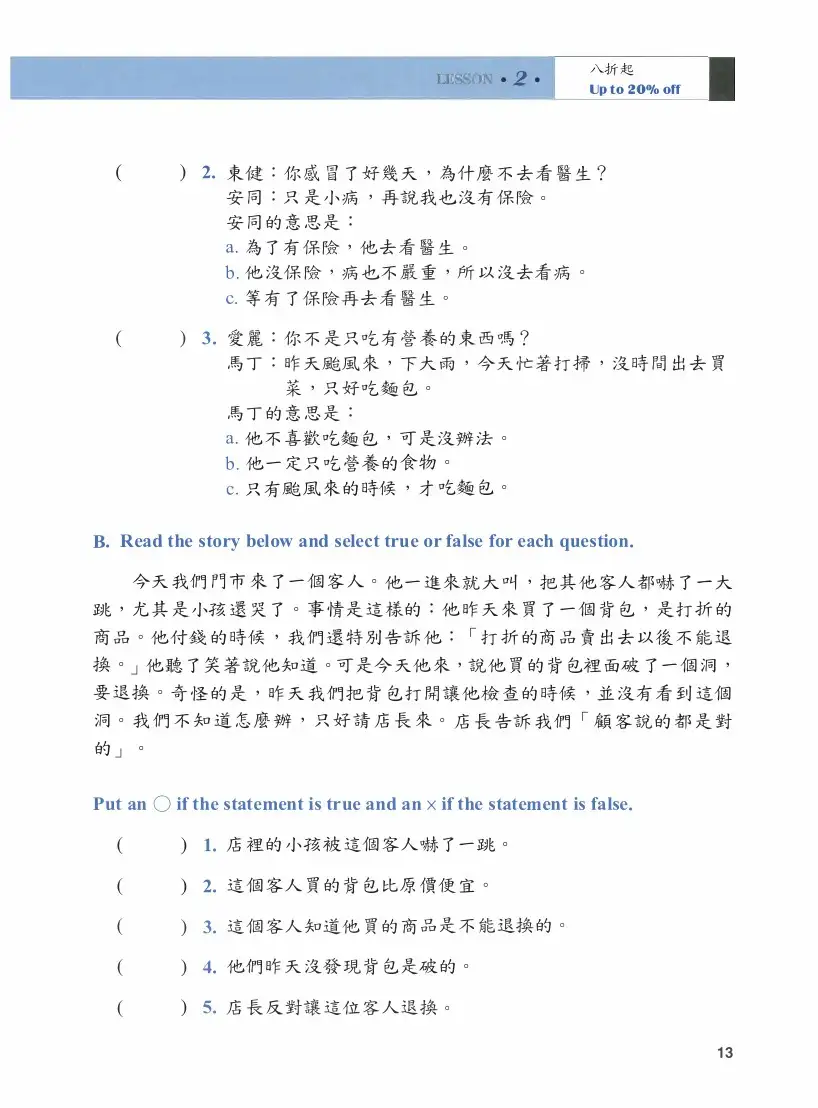 LESSON • 2 •
八折起
Up to 20% off
(　　) 2. 東健：你感冒了好幾天，為什麼不去看醫生？
安同：只是小病，再說我也沒有保險。
安同的意思是：
a. 為了有保險，他去看醫生。
b. 他沒保險，病也不嚴重，所以沒去看病。
c. 等有了保險再去看醫生。
(　　) 3. 愛麗：你不是只吃有營養的東西嗎？
馬丁：昨天颱風來，下大雨，今天忙著打掃，沒時間出去買
菜，只好吃麵包。
馬丁的意思是：
a. 他不喜歡吃麵包，可是沒辦法。
b. 他一定只吃營養的食物。
c. 只有颱風來的時候，才吃麵包。
B. Read the story below and select true or false for each question.
今天我們門市來了一個客人。他一進來就大叫，把其他客人都嚇了一大
跳，尤其是小孩還哭了。事情是這樣的：他昨天來買了一個背包，是打折的
商品。他付錢的時候，我們還特別告訴他：「打折的商品賣出去以後不能退
換。」他聽了笑著說他知道。可是今天他來，說他買的背包裡面破了一個洞，
要退換。奇怪的是，昨天我們把背包打開讓他檢查的時候，並沒有看到這個
洞。我們不知道怎麼辦，只好請店長來。店長告訴我們「顧客說的都是對
的」。
Put an ○ if the statement is true and an × if the statement is false.
(　　) 1. 店裡的小孩被這個客人嚇了一跳。
(　　) 2. 這個客人買的背包比原價便宜。
(　　) 3. 這個客人知道他買的商品是不能退換的。
(　　) 4. 他們昨天沒發現背包是破的。
(　　) 5. 店長反對讓這位客人退換。
13